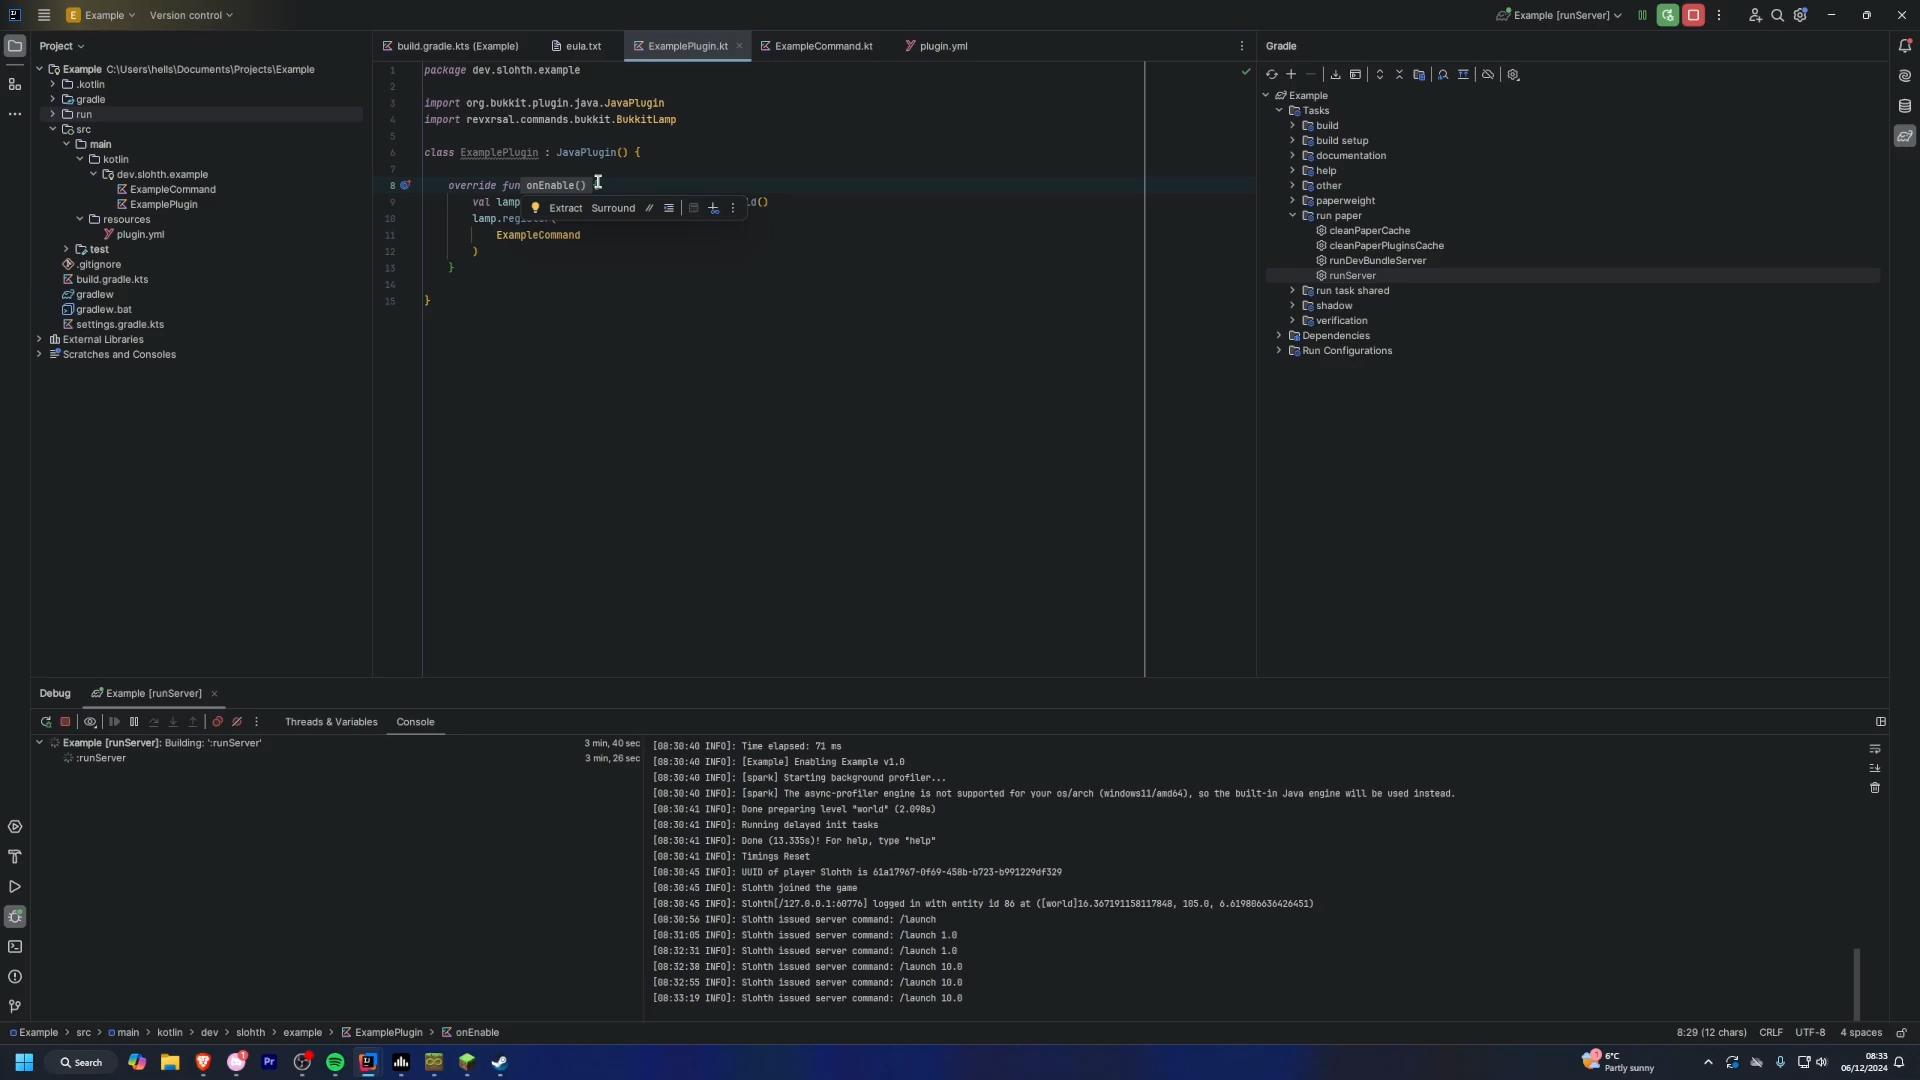 Example
Version control
Example [runServer]
Project
build.gradle.kts (Example)
eula.txt
ExamplePlugin.kt
ExampleCommand.kt
plugin.yml
Gradle
Example C:\Users\hells\Documents\Projects\Example
.kotlin
gradle
run
src
main
kotlin
dev.slohth.example
ExampleCommand
ExamplePlugin
resources
plugin.yml
test
.gitignore
build.gradle.kts
gradlew
gradlew.bat
settings.gradle.kts
External Libraries
Scratches and Consoles
1 package dev.slohth.example
2
3 import org.bukkit.plugin.java.JavaPlugin
4 import revxrsal.commands.bukkit.BukkitLamp
5
6 class ExamplePlugin : JavaPlugin() {
7
8 override fun onEnable()
9 val lamp ()
Extract Surround
10 lamp.
11 ExampleCommand
12 )
13 }
14
15 }
Example
Tasks
build
build setup
documentation
help
other
paperweight
run paper
cleanPaperCache
cleanPaperPluginsCache
runDevBundleServer
runServer
run task shared
shadow
verification
Dependencies
Run Configurations
Debug
Example [runServer]
Threads & Variables
Console
Example [runServer]: Building: ':runServer' 3 min, 40 sec
:runServer 3 min, 26 sec
[08:30:40 INFO]: Time elapsed: 71 ms
[08:30:40 INFO]: [Example] Enabling Example v1.0
[08:30:40 INFO]: [spark] Starting background profiler...
[08:30:40 INFO]: [spark] The async-profiler engine is not supported for your os/arch (windows11/amd64), so the built-in Java engine will be used instead.
[08:30:41 INFO]: Done preparing level "world" (2.098s)
[08:30:41 INFO]: Running delayed init tasks
[08:30:41 INFO]: Done (13.335s)! For help, type "help"
[08:30:41 INFO]: Timings Reset
[08:30:45 INFO]: UUID of player Slohth is 61a17967-0f69-458b-b723-b991229df329
[08:30:45 INFO]: Slohth joined the game
[08:30:45 INFO]: Slohth[/127.0.0.1:60776] logged in with entity id 86 at ([world]16.367191158117848, 105.0, 6.619806636426451)
[08:30:56 INFO]: Slohth issued server command: /launch
[08:31:05 INFO]: Slohth issued server command: /launch 1.0
[08:32:31 INFO]: Slohth issued server command: /launch 1.0
[08:32:38 INFO]: Slohth issued server command: /launch 10.0
[08:32:55 INFO]: Slohth issued server command: /launch 10.0
[08:33:19 INFO]: Slohth issued server command: /launch 10.0
Example > src > main > kotlin > dev > slohth > example > ExamplePlugin > onEnable
8:29 (12 chars) CRLF UTF-8 4 spaces
Search
6°C
Partly sunny
08:33
06/12/2024